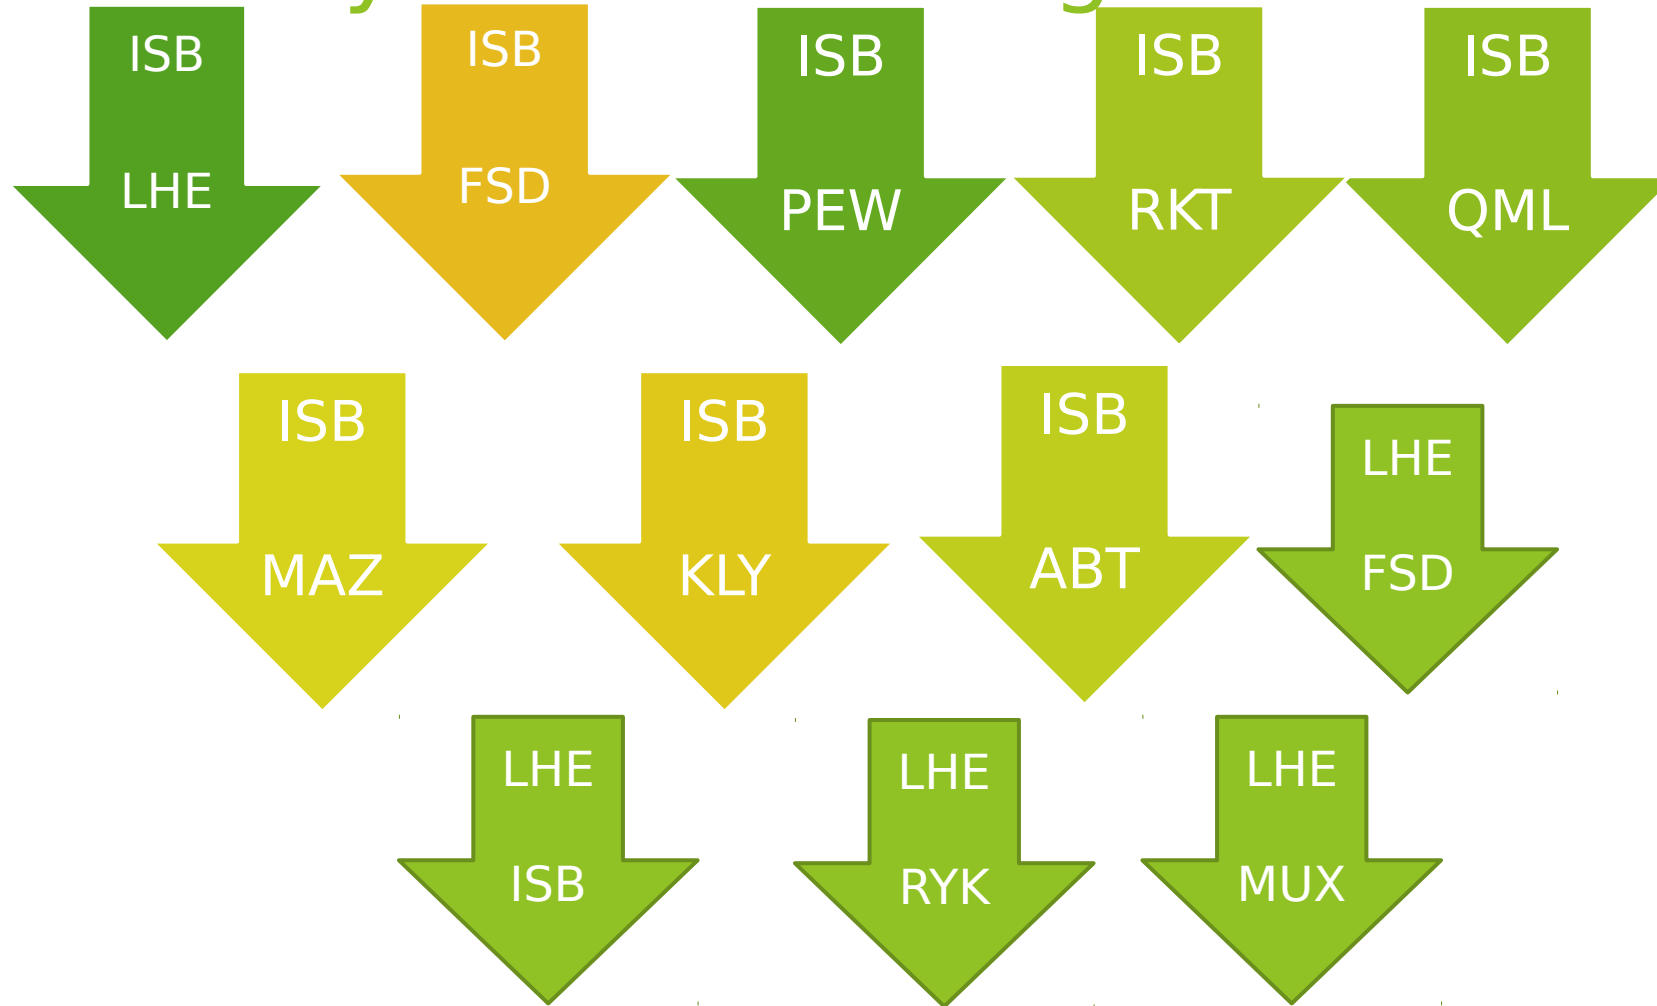 ISB
LHE
ISB
FSD
ISB
PEW
ISB
RKT
ISB
QML
ISB
MAZ
ISB
KLY
ISB
ABT
LHE
FSD
LHE
ISB
LHE
RYK
LHE
MUX